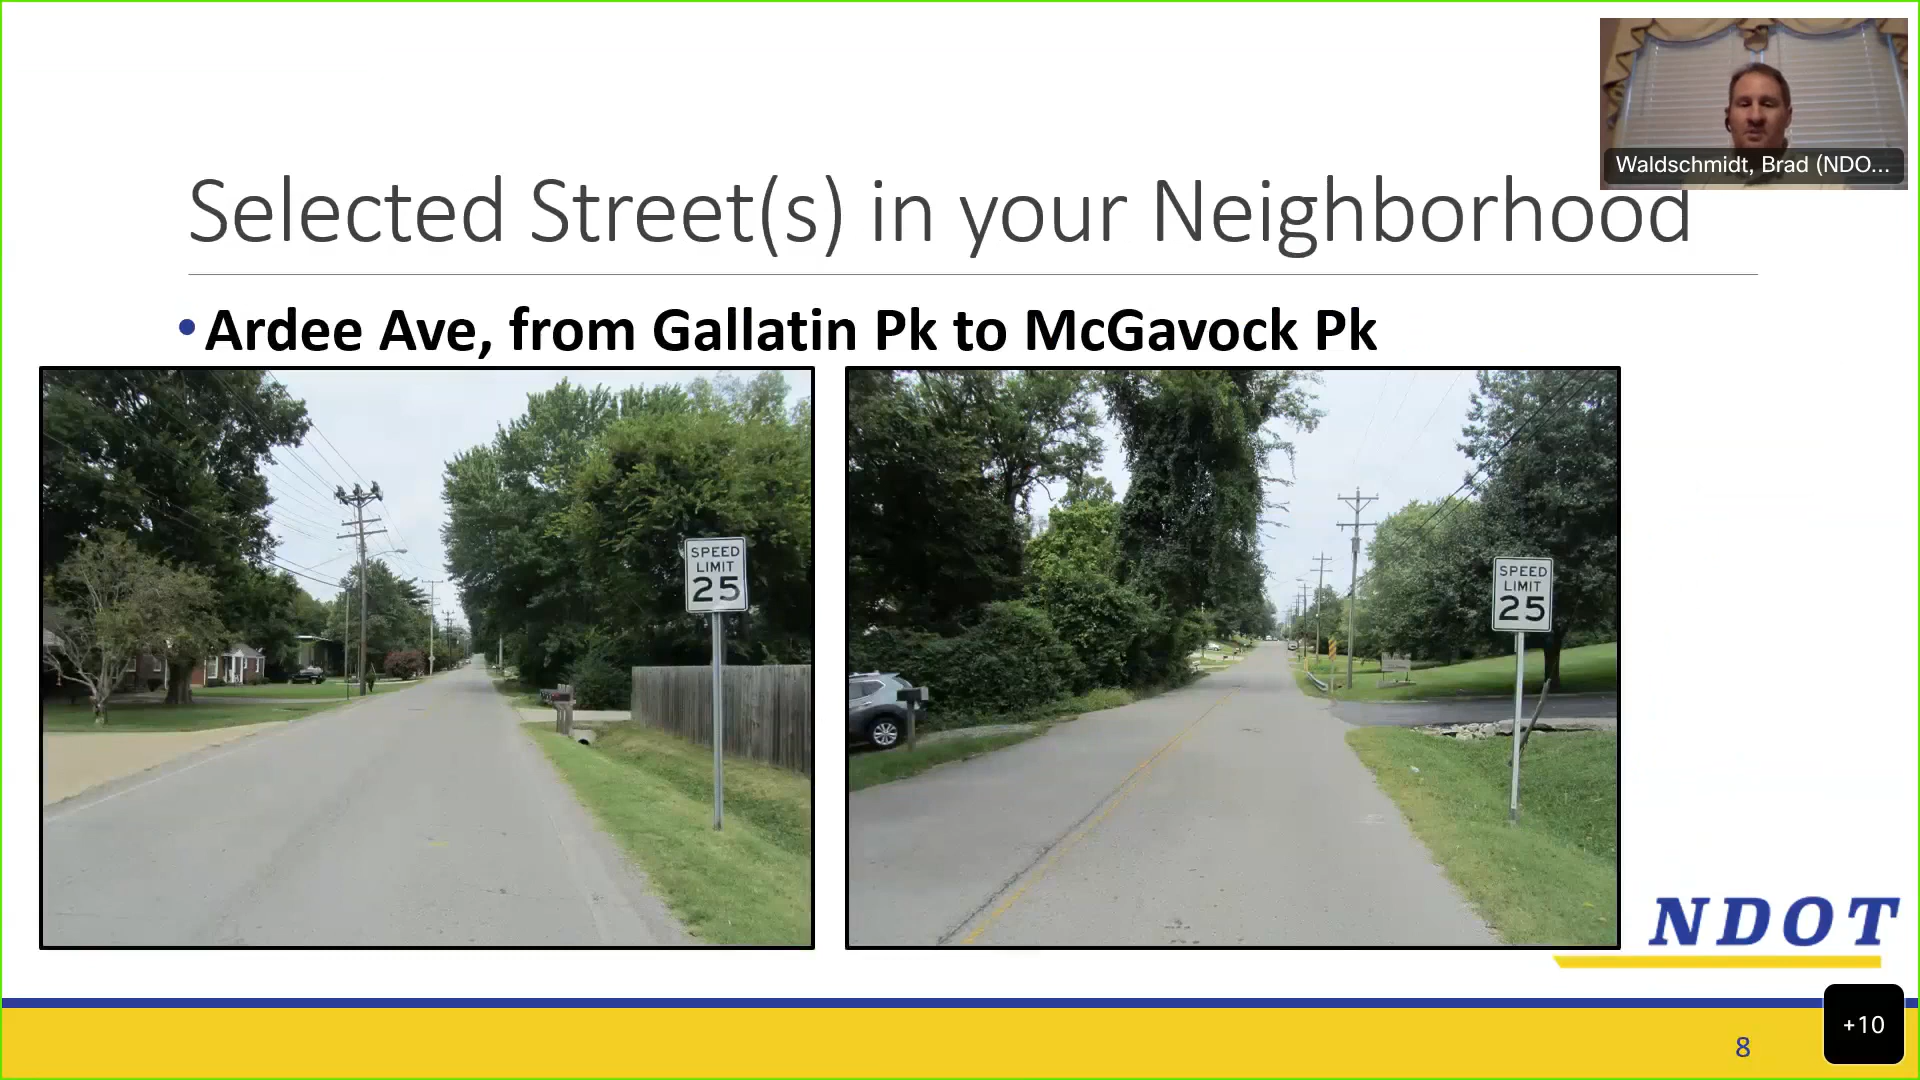 Waldschmidt, Brad (NDO...
Selected Street(s) in your Neighborhood
• Ardee Ave, from Gallatin Pk to McGavock Pk
SPEED
LIMIT
25
SPEED
LIMIT
25
NDOT
8
+10